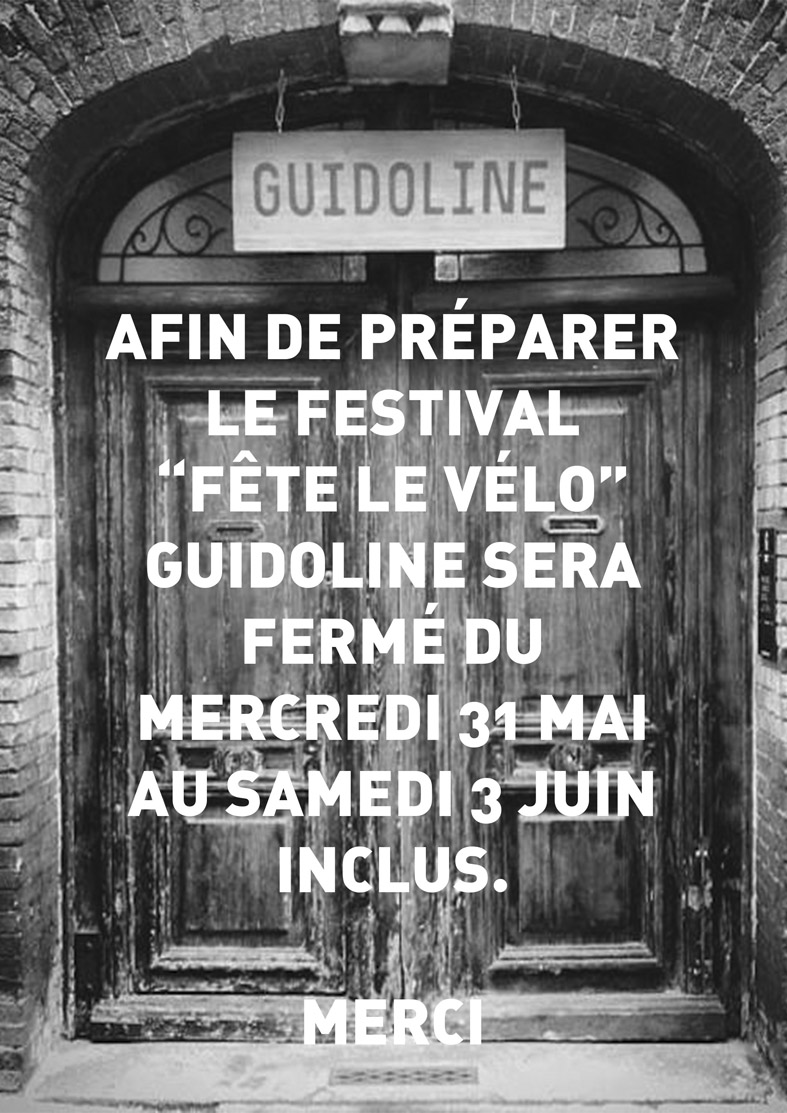 GUIDOLINE
AFIN DE PRÉPARER
LE FESTIVAL
“FÊTE LE VÉLO”
GUIDOLINE SERA
FERMÉ DU
MERCREDI 31 MAI
AU SAMEDI 3 JUIN
INCLUS.
MERCI